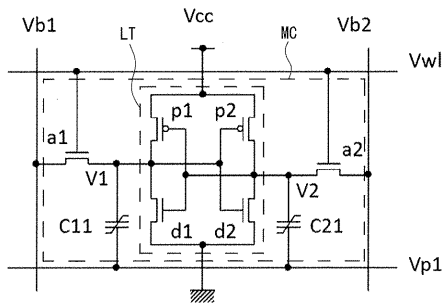 Vb1 LT Vcc MC Vb2
Vwl
p1 p2
a1 a2
V1 V2
C11 d1 d2 C21
Vp1